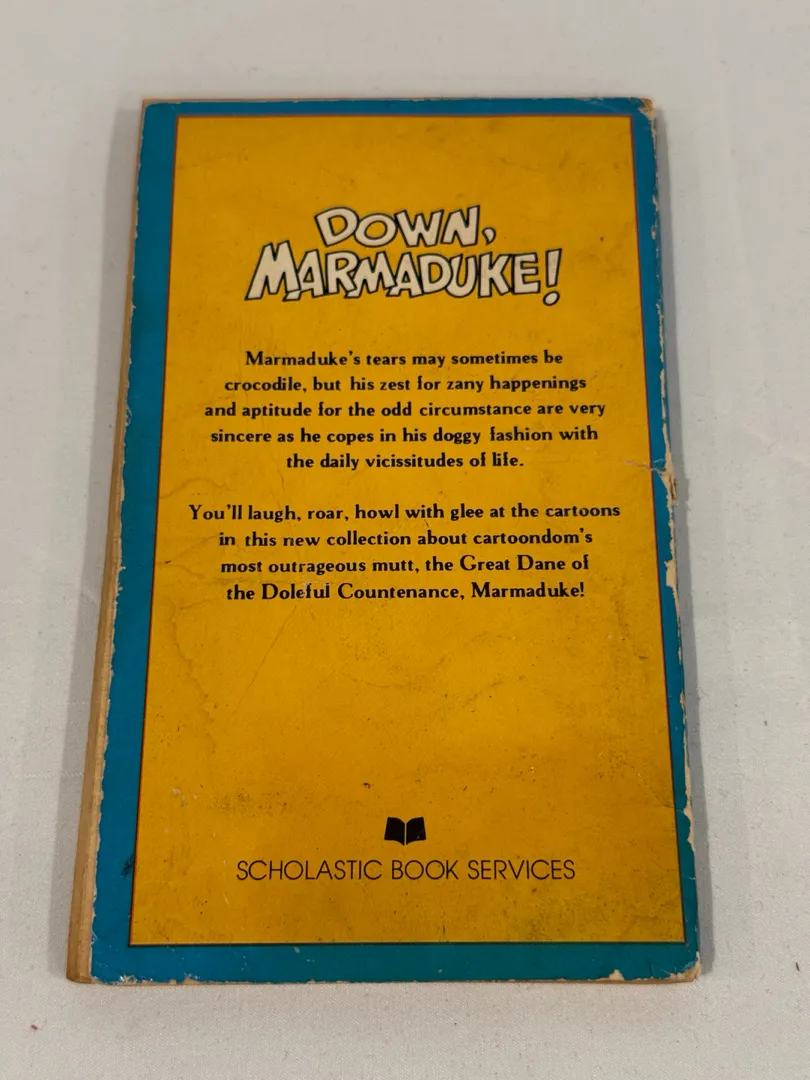 DOWN,
MARMADUKE!
Marmaduke's tears may sometimes be
crocodile, but his zest for zany happenings
and aptitude for the odd circumstance are very
sincere as he copes in his doggy fashion with
the daily vicissitudes of life.
You'll laugh, roar, howl with glee at the cartoons
in this new collection about cartoondom's
most outrageous mutt, the Great Dane of
the Doleful Countenance, Marmaduke!
SCHOLASTIC BOOK SERVICES